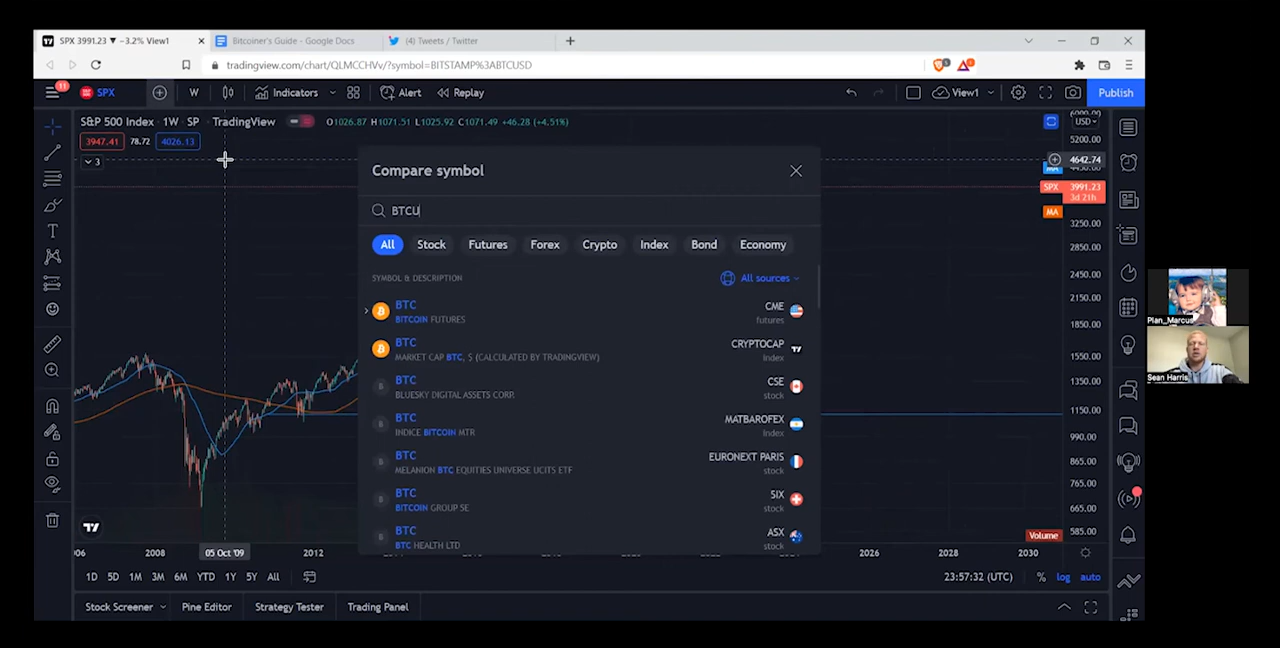 SPX 3991.23 ▼ −3.2% View1
Bitcoiner's Guide - Google Docs
(4) Tweets / Twitter
tradingview.com/chart/QLMCCHVv/?symbol=BITSTAMP%3ABTCUSD
11 SPX W Indicators Alert Replay View1 Publish
S&P 500 Index · 1W · SP · TradingView O1026.87 H1071.51 L1025.92 C1071.49 +46.28 (+4.51%)
3947.41 78.72 4026.13
3
USD
5200.00
4642.74
MA
SPX 3991.23
3d 21h
MA
3250.00
2850.00
2450.00
2150.00
1850.00
1550.00
1350.00
1150.00
990.00
865.00
765.00
665.00
Volume 585.00
Compare symbol
BTCU
All Stock Futures Forex Crypto Index Bond Economy
SYMBOL & DESCRIPTION All sources
BTC CME
BITCOIN FUTURES futures
BTC CRYPTOCAP
MARKET CAP BTC, $ (CALCULATED BY TRADINGVIEW) index
BTC CSE
BLUESKY DIGITAL ASSETS CORP. stock
BTC MATBAROFEX
INDICE BITCOIN MTR index
BTC EURONEXT PARIS
MELANION BTC EQUITIES UNIVERSE UCITS ETF stock
BTC SIX
BITCOIN GROUP SE stock
BTC ASX
BTC HEALTH LTD stock
2008 05 Oct '09 2012 2026 2028 2030
1D 5D 1M 3M 6M YTD 1Y 5Y All 23:57:32 (UTC) % log auto
Stock Screener Pine Editor Strategy Tester Trading Panel
Plan_Marcus
Sean Harris